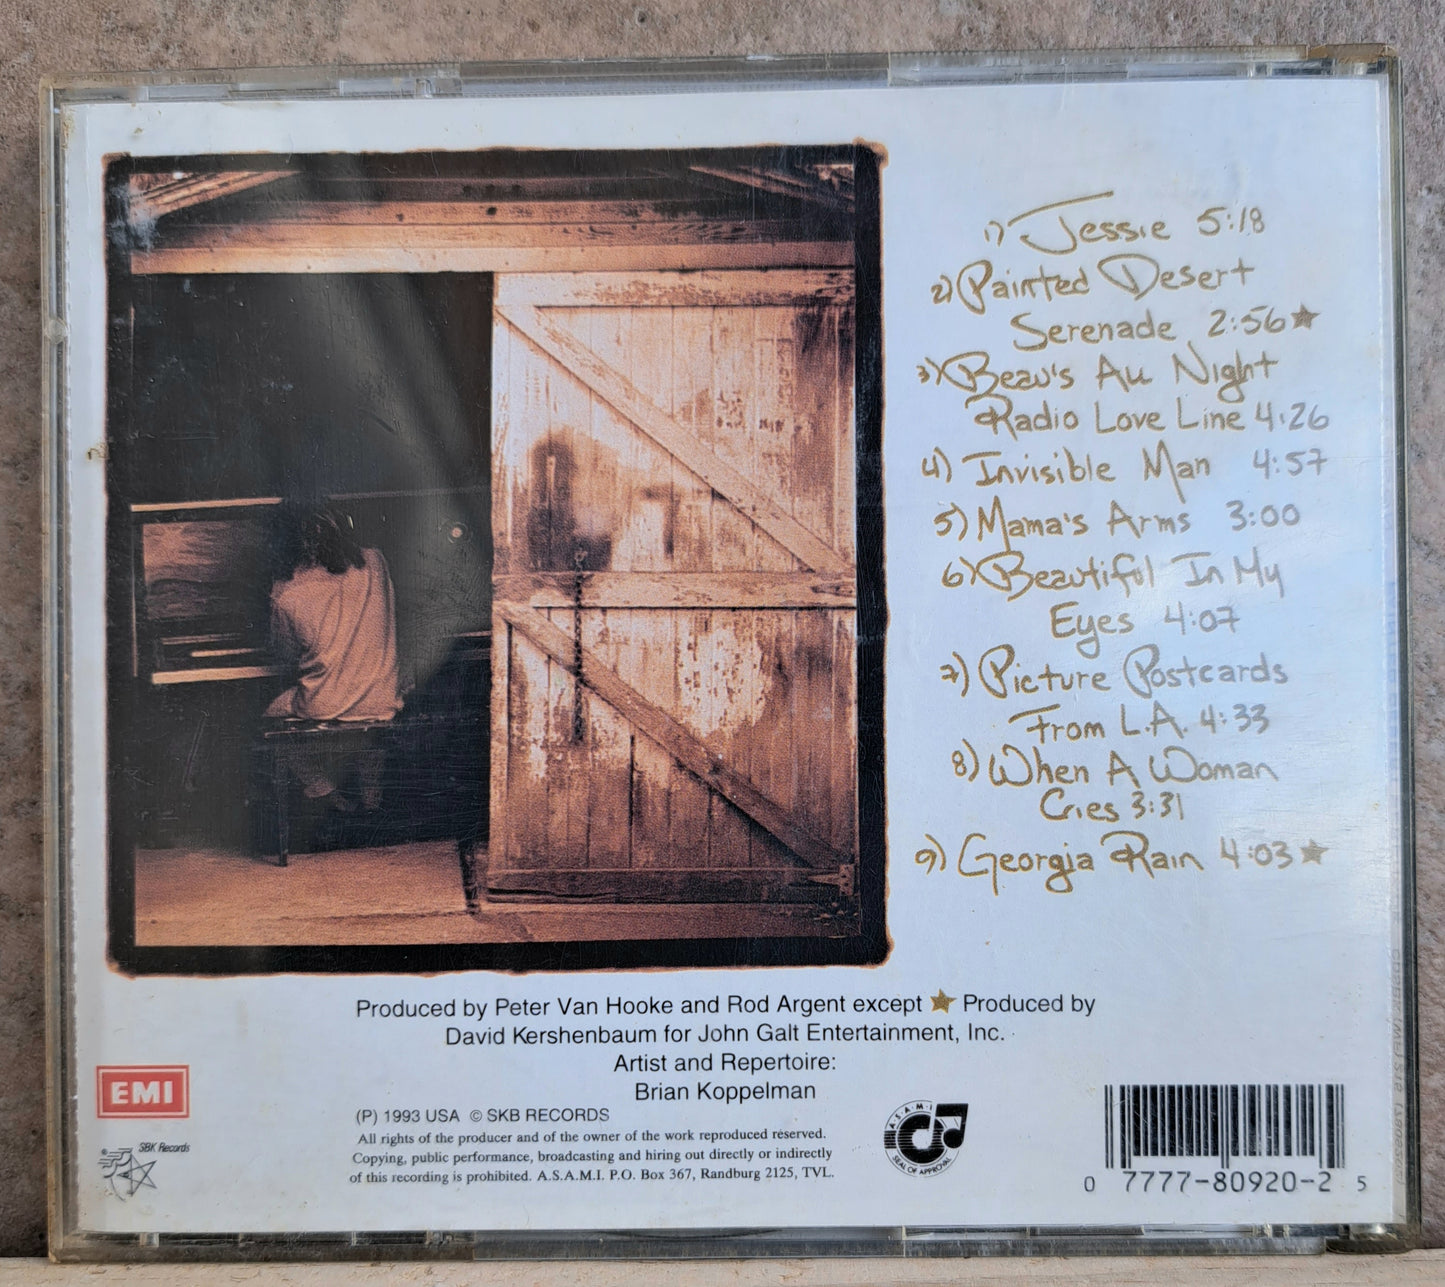 1) Jessie 5:18
2) Painted Desert
Serenade 2:56★
3) Beau's All Night
Radio Love Line 4:26
4) Invisible Man 4:57
5) Mama's Arms 3:00
6) Beautiful In My
Eyes 4:07
7) Picture Postcards
From L.A. 4:33
8) When A Woman
Cries 3:31
9) Georgia Rain 4:03★
Produced by Peter Van Hooke and Rod Argent except ★ Produced by
David Kershenbaum for John Galt Entertainment, Inc.
Artist and Repertoire:
Brian Koppelman
(P) 1993 USA © SKB RECORDS
All rights of the producer and of the owner of the work reproduced reserved.
Copying, public performance, broadcasting and hiring out directly or indirectly
of this recording is prohibited. A.S.A.M.I. P.O. Box 367, Randburg 2125, TVL.
EMI
SBK Records
A·S·A·M·I
SEAL OF APPROVAL
0 7777-80920-2 5